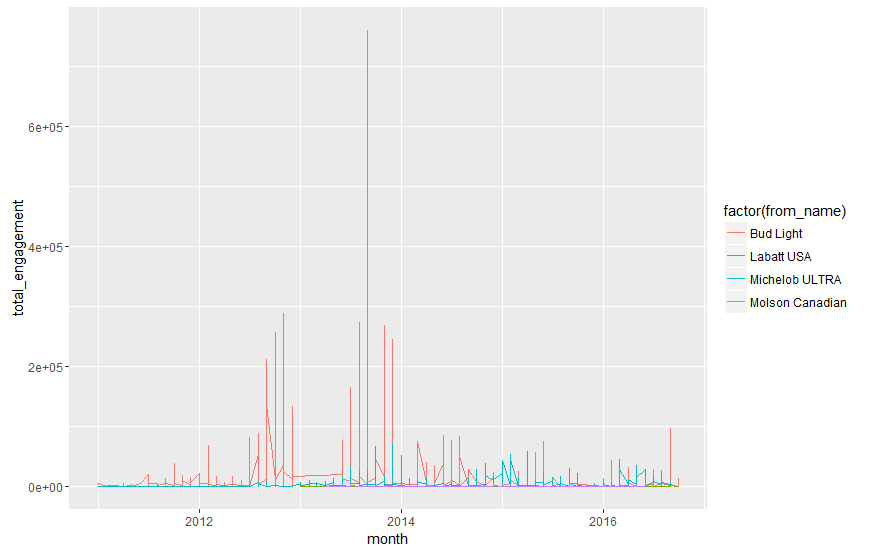 6e+05
4e+05
2e+05
0e+00
total_engagement
2012
2014
2016
month
factor(from_name)
Bud Light
Labatt USA
Michelob ULTRA
Molson Canadian